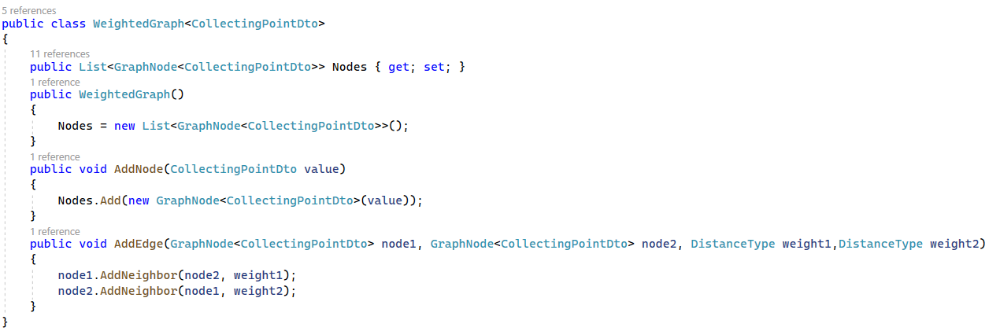 5 references
public class WeightedGraph<CollectingPointDto>
{
11 references
public List<GraphNode<CollectingPointDto>> Nodes { get; set; }
1 reference
public WeightedGraph()
{
Nodes = new List<GraphNode<CollectingPointDto>>();
}
1 reference
public void AddNode(CollectingPointDto value)
{
Nodes.Add(new GraphNode<CollectingPointDto>(value));
}
1 reference
public void AddEdge(GraphNode<CollectingPointDto> node1, GraphNode<CollectingPointDto> node2, DistanceType weight1,DistanceType weight2)
{
node1.AddNeighbor(node2, weight1);
node2.AddNeighbor(node1, weight2);
}
}